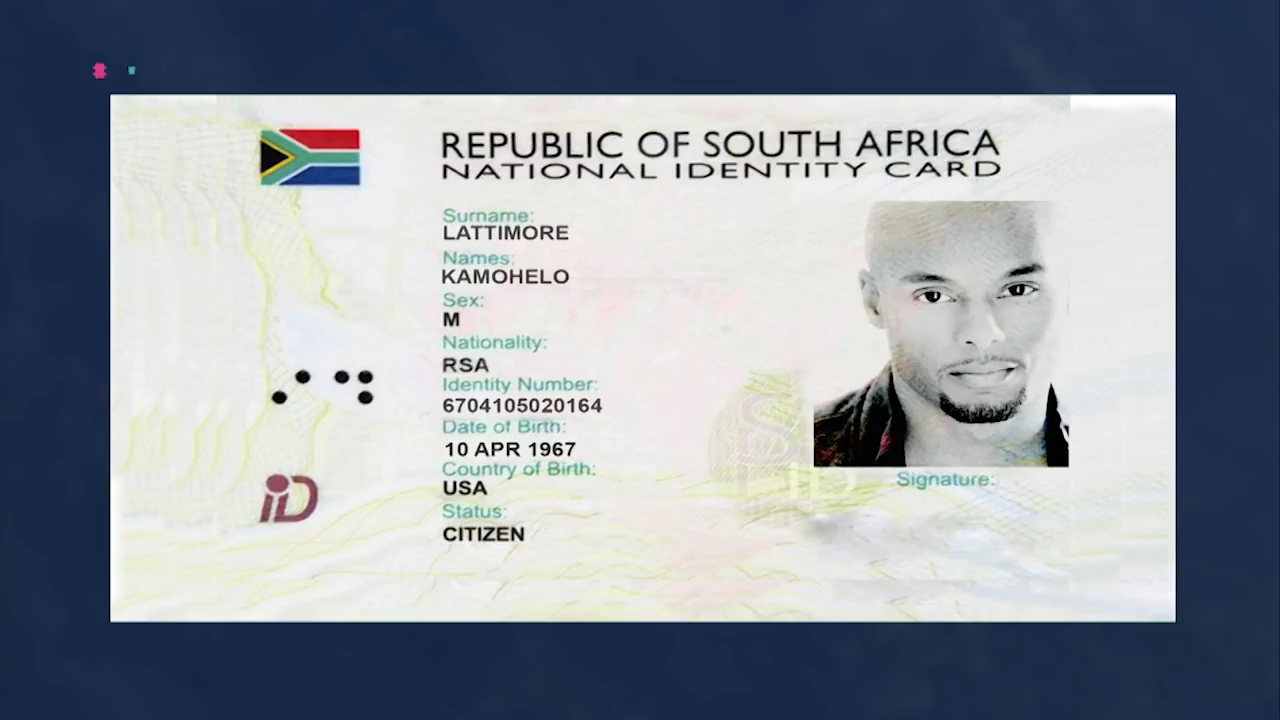 REPUBLIC OF SOUTH AFRICA
NATIONAL IDENTITY CARD
Surname:
LATTIMORE
Names:
KAMOHELO
Sex:
M
Nationality:
RSA
Identity Number:
6704105020164
Date of Birth:
10 APR 1967
Country of Birth:
USA
Status:
CITIZEN
iD
iD
Signature: